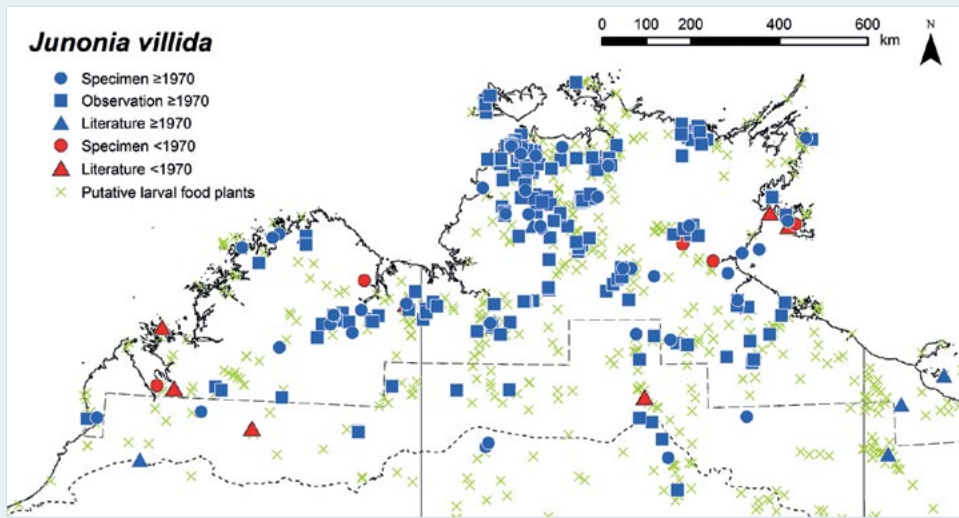 Junonia villida
0 100 200 400 600
km
N
Specimen ≥1970
Observation ≥1970
Literature ≥1970
Specimen <1970
Literature <1970
Putative larval food plants